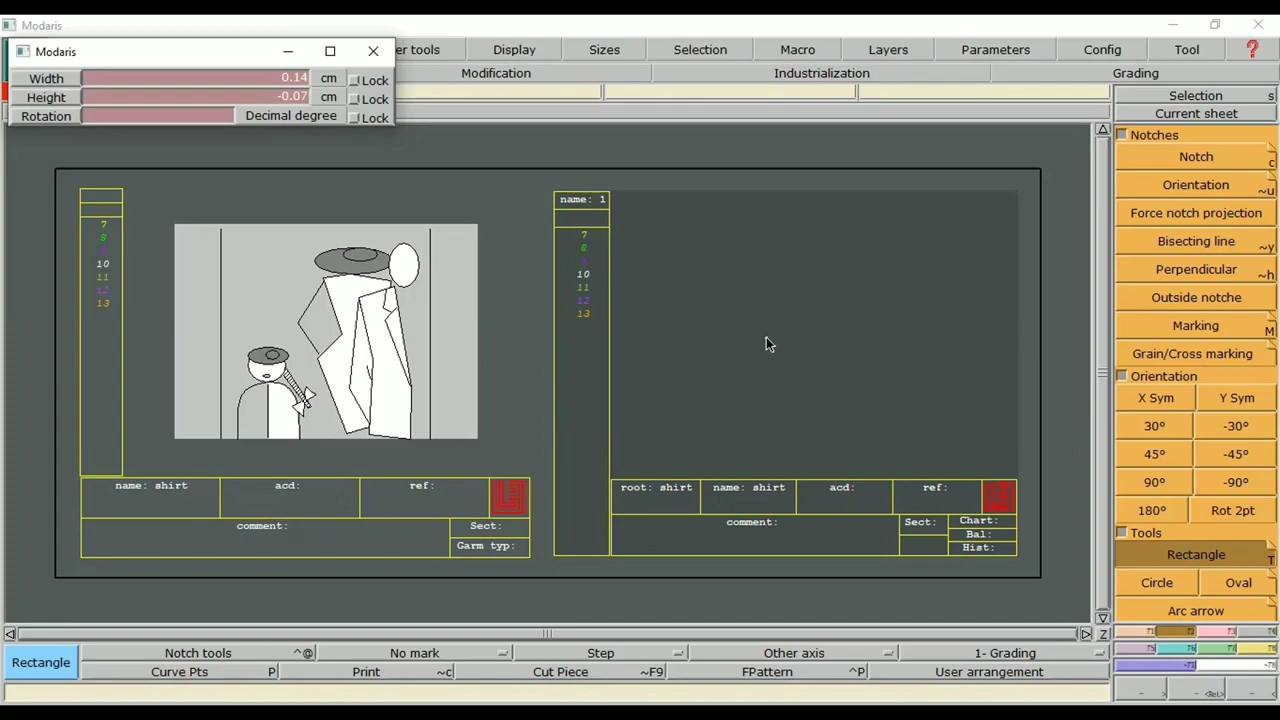 Modaris
Modaris
Width 0.14 cm Lock
Height -0.07 cm Lock
Rotation Decimal degree Lock
er tools Display Sizes Selection Macro Layers Parameters Config Tool ?
Modification Industrialization Grading
Selection s
Current sheet
Notches
Notch c
Orientation ~u
Force notch projection
Bisecting line ~y
Perpendicular ~h
Outside notche
Marking M
Grain/Cross marking
Orientation
X Sym Y Sym
30° -30°
45° -45°
90° -90°
180° Rot 2pt
Tools
Rectangle T
Circle Oval
Arc arrow
7
8
10
11
12
13
name: shirt acd: ref:
comment: Sect:
Garm typ:
name: 1
7
8
10
11
12
13
root: shirt name: shirt acd: ref:
comment: Sect: Chart:
Bal:
Hist:
Z
Rectangle
Notch tools ^@ No mark Step Other axis 1- Grading
Curve Pts P Print ~c Cut Piece ~F9 FPattern ^P User arrangement